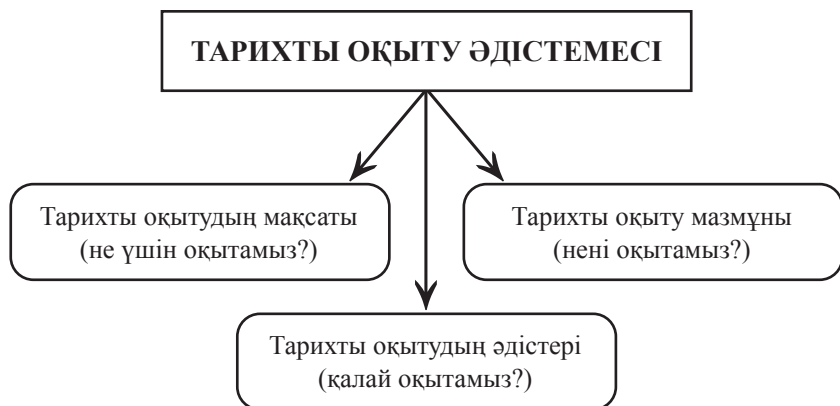 ТАРИХТЫ ОҚЫТУ ӘДІСТЕМЕСІ
Тарихты оқытудың мақсаты
(не үшін оқытамыз?)
Тарихты оқыту мазмұны
(нені оқытамыз?)
Тарихты оқытудың әдістері
(қалай оқытамыз?)